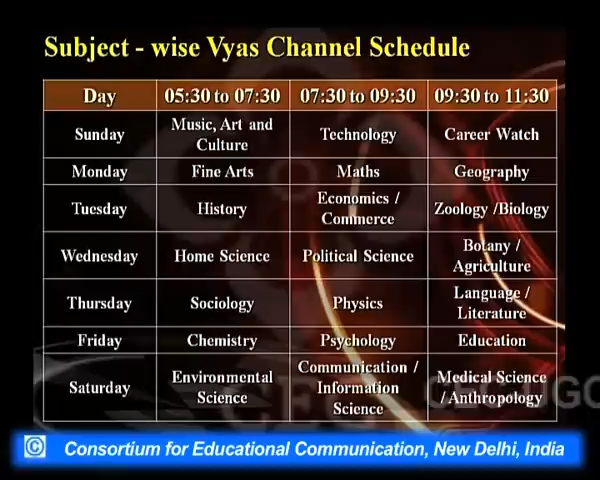 Subject - wise Vyas Channel Schedule
Day 05:30 to 07:30 07:30 to 09:30 09:30 to 11:30
Sunday Music, Art and Culture Technology Career Watch
Monday Fine Arts Maths Geography
Tuesday History Economics / Commerce Zoology /Biology
Wednesday Home Science Political Science Botany / Agriculture
Thursday Sociology Physics Language / Literature
Friday Chemistry Psychology Education
Saturday Environmental Science Communication / Information Science Medical Science / Anthropology
© Consortium for Educational Communication, New Delhi, India